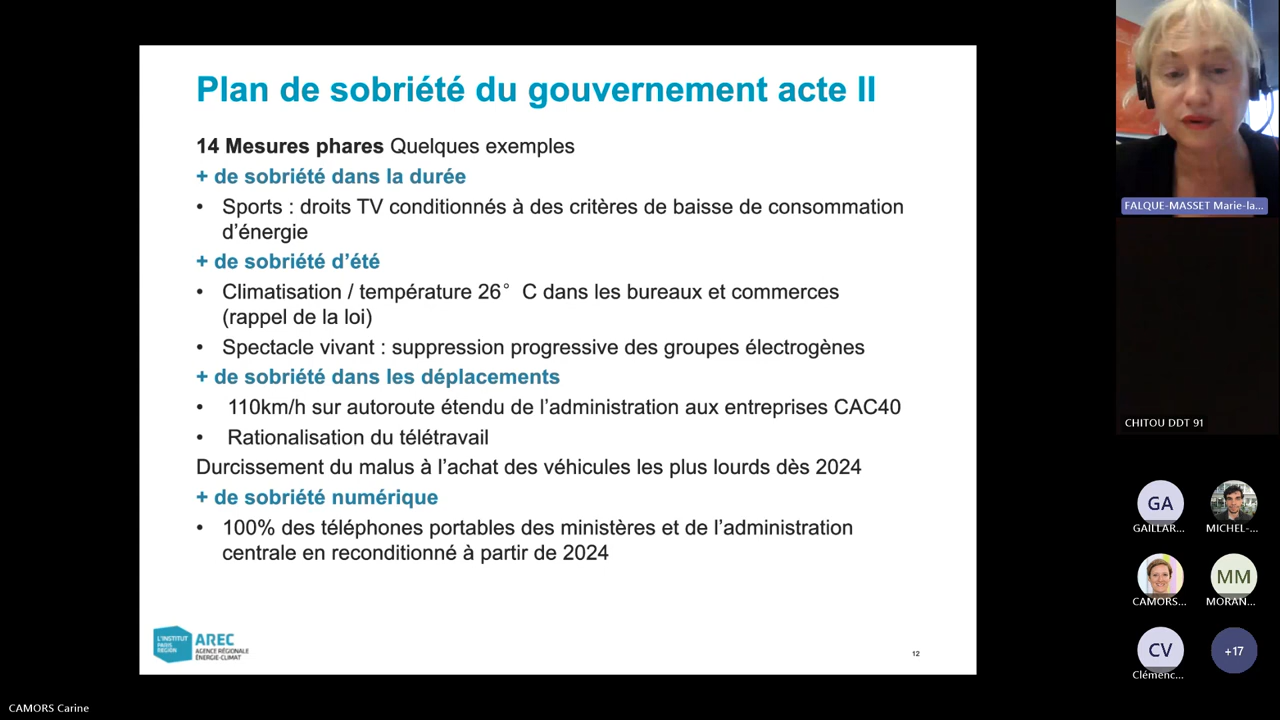 Plan de sobriété du gouvernement acte II
14 Mesures phares Quelques exemples
+ de sobriété dans la durée
• Sports : droits TV conditionnés à des critères de baisse de consommation
d'énergie
+ de sobriété d'été
• Climatisation / température 26° C dans les bureaux et commerces
(rappel de la loi)
• Spectacle vivant : suppression progressive des groupes électrogènes
+ de sobriété dans les déplacements
• 110km/h sur autoroute étendu de l'administration aux entreprises CAC40
• Rationalisation du télétravail
Durcissement du malus à l'achat des véhicules les plus lourds dès 2024
+ de sobriété numérique
• 100% des téléphones portables des ministères et de l'administration
centrale en reconditionné à partir de 2024
L'INSTITUT
PARIS
REGION
AREC
AGENCE RÉGIONALE
ÉNERGIE-CLIMAT
12
FALQUE-MASSET Marie-la...
CHITOU DDT 91
GA
GAILLAR...
MICHEL-...
CAMORS...
MM
MORAN...
CV
Clémenc...
+17
CAMORS Carine